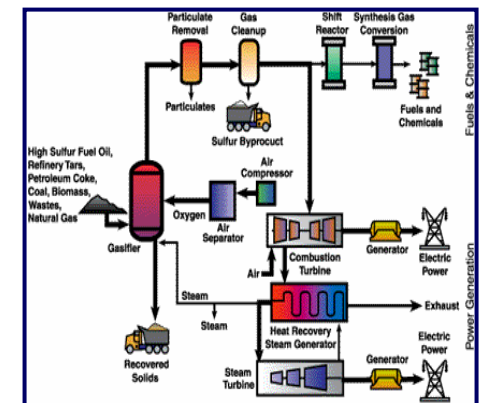 Particulate
Removal
Gas
Cleanup
Shift
Reactor
Synthesis Gas
Conversion
Fuels & Chemicals
Particulates
Sulfur Byprocuct
Fuels and
Chemicals
High Sulfur Fuel Oil,
Refinery Tars,
Petroleum Coke,
Coal, Biomass,
Wastes,
Natural Gas
Air
Compressor
Oxygen
Air
Separator
Gasifier
Combustion
Turbine
Generator
Electric
Power
Air
Steam
Steam
Exhaust
Heat Recovery
Steam Generator
Power Generation
Recovered
Solids
Steam
Turbine
Generator
Electric
Power